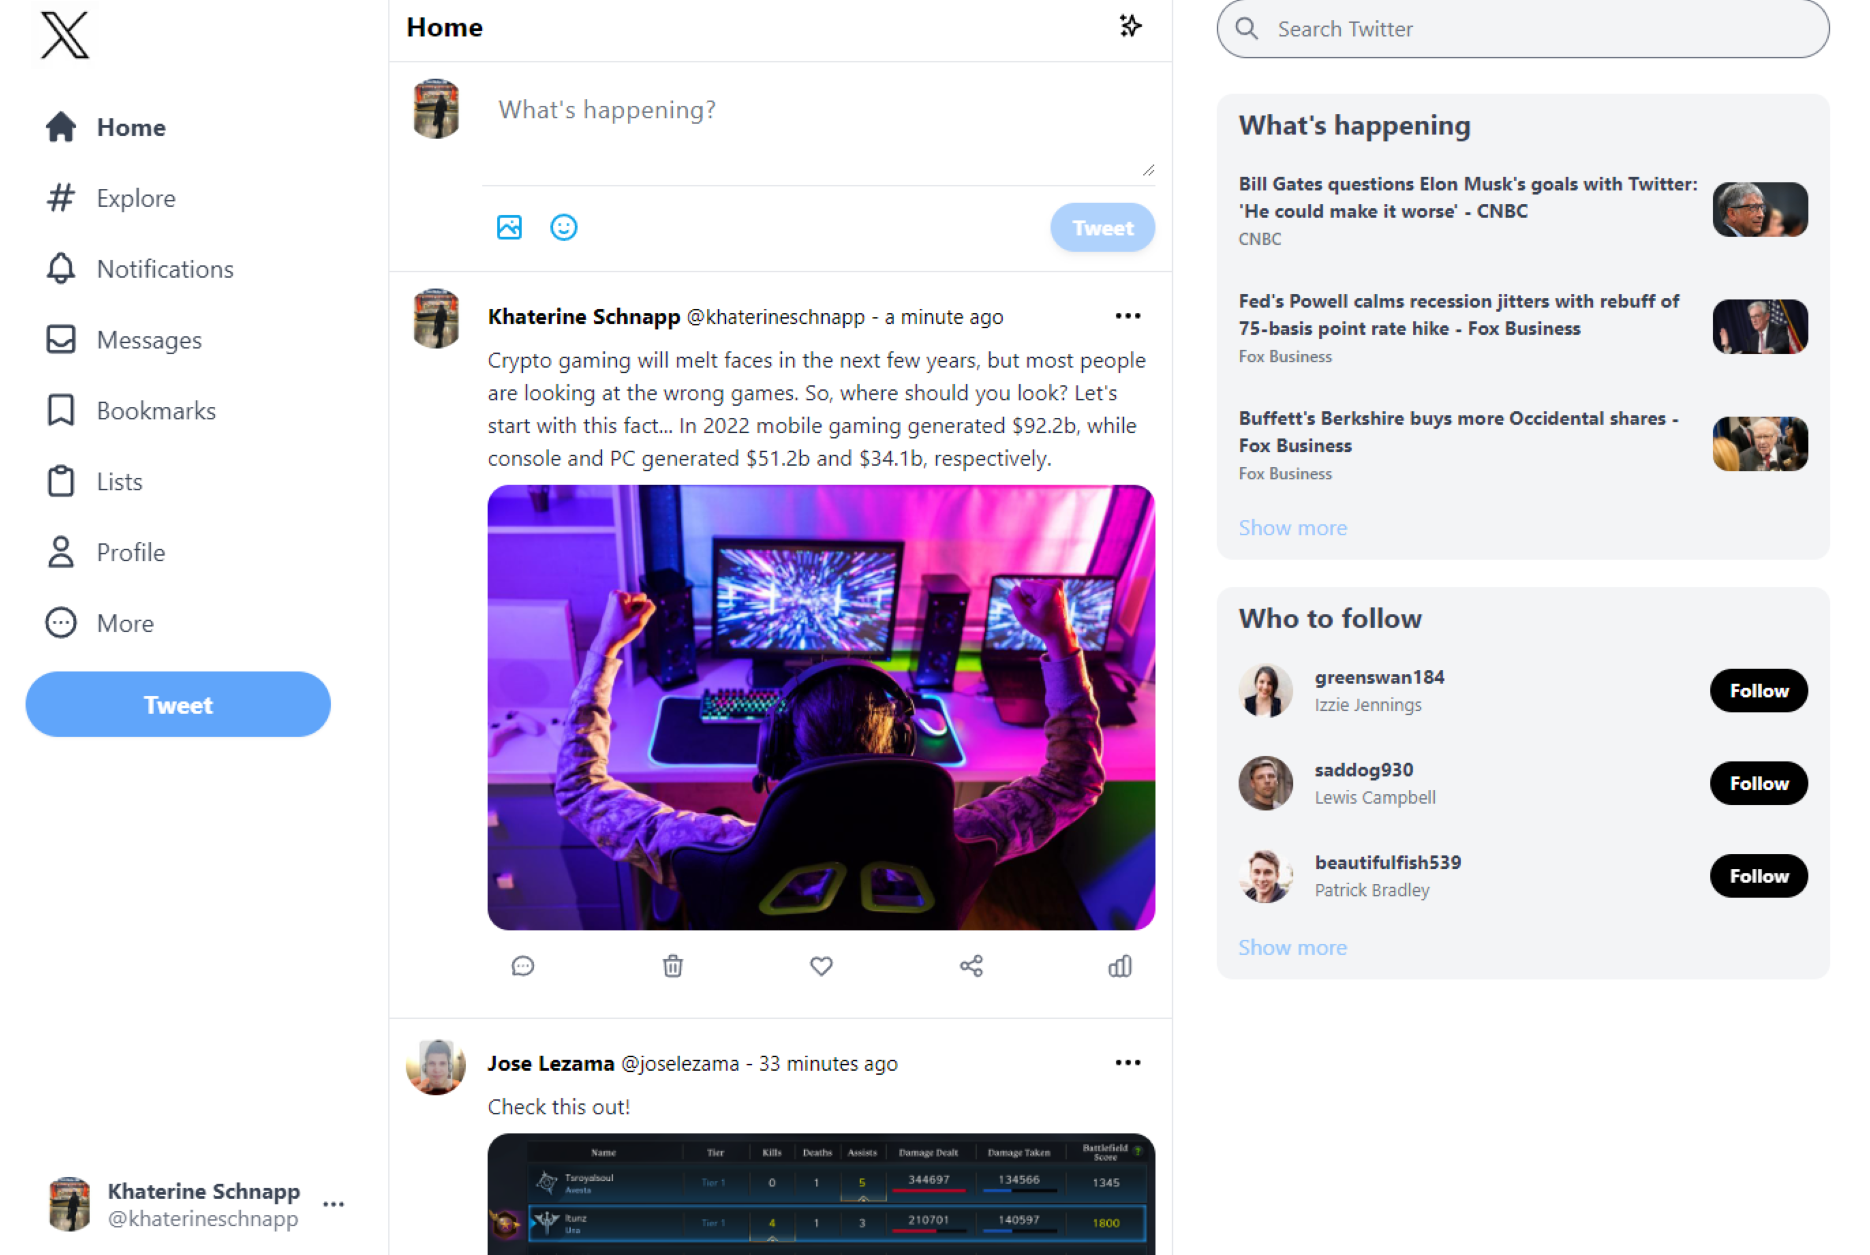 Home
Explore
Notifications
Messages
Bookmarks
Lists
Profile
More
Tweet
Khaterine Schnapp
@khaterineschnapp
Home
What's happening?
Tweet
Khaterine Schnapp @khaterineschnapp - a minute ago
Crypto gaming will melt faces in the next few years, but most people
are looking at the wrong games. So, where should you look? Let's
start with this fact... In 2022 mobile gaming generated $92.2b, while
console and PC generated $51.2b and $34.1b, respectively.
Jose Lezama @joselezama - 33 minutes ago
Check this out!
Name Tier Kills Deaths Assists Damage Dealt Damage Taken Battlefield Score ?
Tsroyalsoul Tier 1 0 1 5 344697 134566 1345
Avesta
Itunz Tier 1 4 1 3 210701 140597 1800
Ura
Search Twitter
What's happening
Bill Gates questions Elon Musk's goals with Twitter:
'He could make it worse' - CNBC
CNBC
Fed's Powell calms recession jitters with rebuff of
75-basis point rate hike - Fox Business
Fox Business
Buffett's Berkshire buys more Occidental shares -
Fox Business
Fox Business
Show more
Who to follow
greenswan184
Izzie Jennings
Follow
saddog930
Lewis Campbell
Follow
beautifulfish539
Patrick Bradley
Follow
Show more